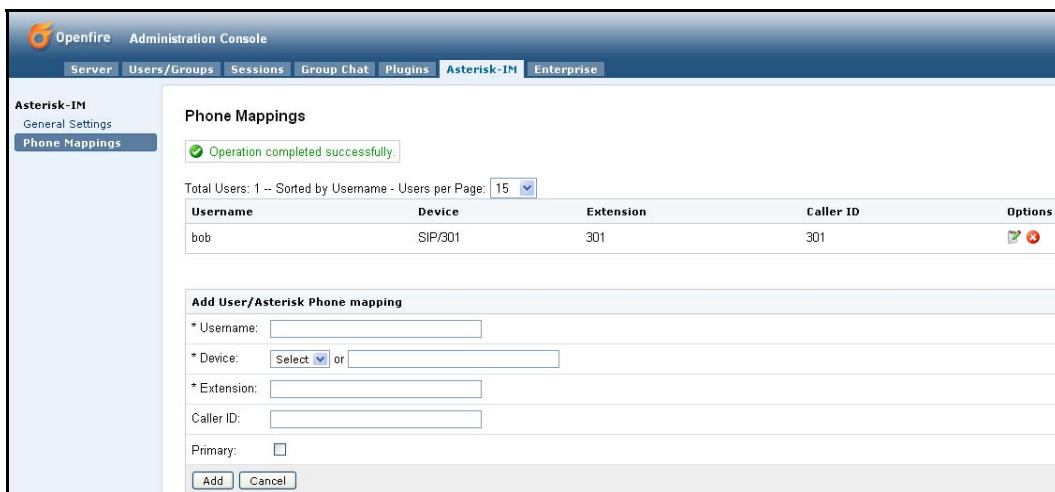 Openfire Administration Console
Server Users/Groups Sessions Group Chat Plugins Asterisk-IM Enterprise
Asterisk-IM
General Settings
Phone Mappings
Phone Mappings
Operation completed successfully.
Total Users: 1 -- Sorted by Username - Users per Page: 15
Username Device Extension Caller ID Options
bob SIP/301 301 301
Add User/Asterisk Phone mapping
* Username:
* Device: Select or
* Extension:
Caller ID:
Primary:
Add Cancel